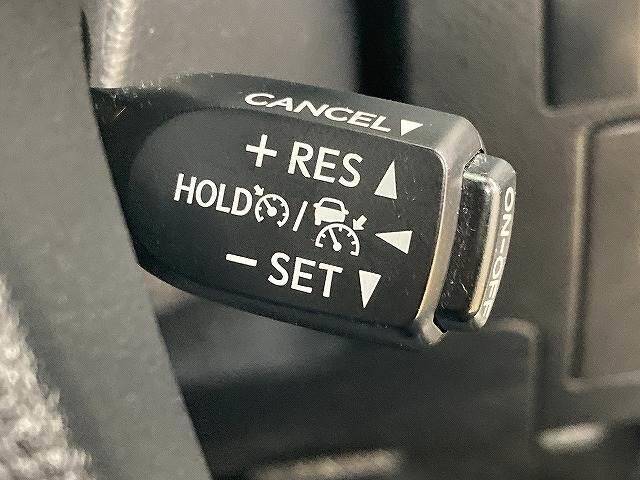 CANCEL▼
+ RES ▲
HOLD / ◀
− SET ▼
ON-OFF